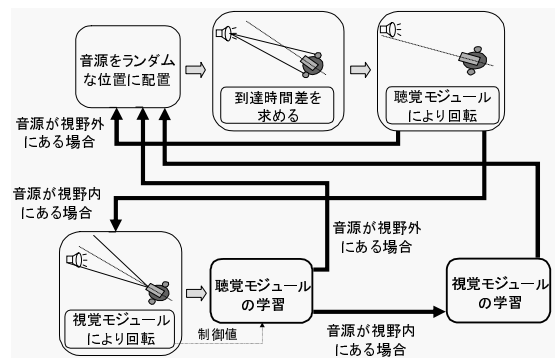 音源をランダム
な位置に配置
到達時間差を
求める
聴覚モジュール
により回転
音源が視野外
にある場合
音源が視野内
にある場合
音源が視野外
にある場合
視覚モジュール
により回転
制御値
聴覚モジュール
の学習
視覚モジュール
の学習
音源が視野内
にある場合